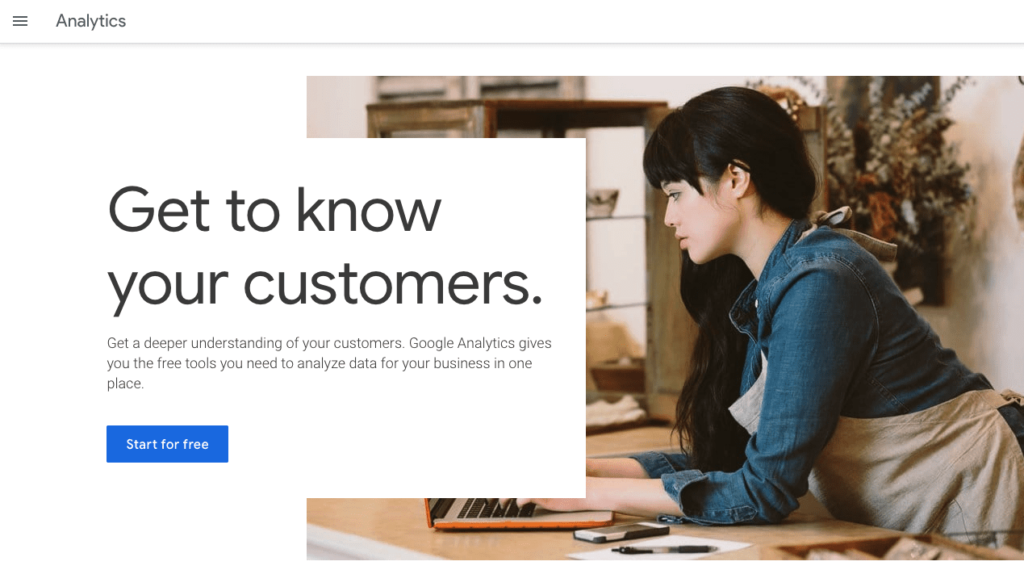 Analytics
Get to know
your customers.
Get a deeper understanding of your customers. Google Analytics gives
you the free tools you need to analyze data for your business in one
place.
Start for free